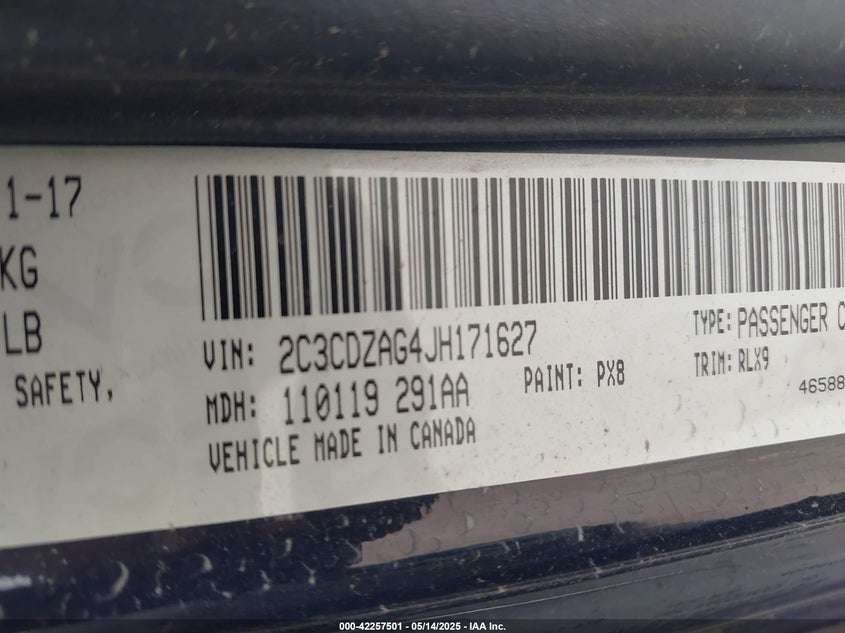 1-17
KG
LB
SAFETY,
VIN: 2C3CDZAG4JH171627
TYPE: PASSENGER C
MDH: 110119 291AA
PAINT: PX8
TRIM: RLX9
VEHICLE MADE IN CANADA
46588
000-42257501 - 05/14/2025 - IAA Inc.